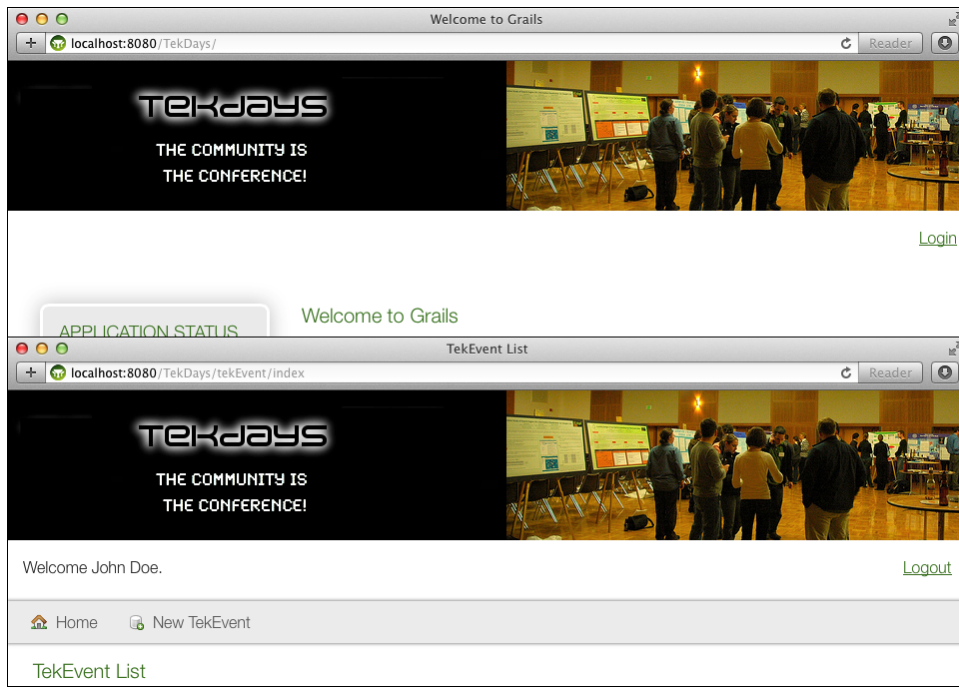 Welcome to Grails
+ localhost:8080/TekDays/ Reader
TekDays
THE COMMUNITY IS
THE CONFERENCE!
Login
APPLICATION STATUS
Welcome to Grails
TekEvent List
+ localhost:8080/TekDays/tekEvent/index Reader
TekDays
THE COMMUNITY IS
THE CONFERENCE!
Welcome John Doe.
Logout
Home New TekEvent
TekEvent List